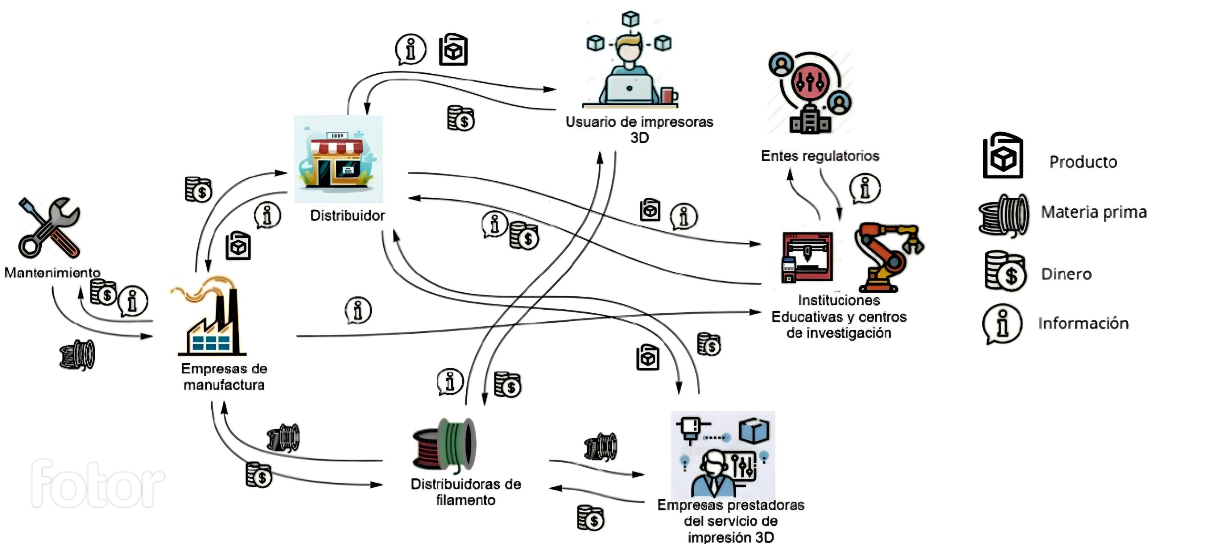 Usuario de impresoras
3D
Entes regulatorios
Producto
Materia prima
Dinero
Información
Distribuidor
Mantenimiento
Instituciones
Educativas y centros
de investigación
Empresas de
manufactura
Distribuidoras de
filamento
Empresas prestadoras
del servicio de
impresión 3D
fotor